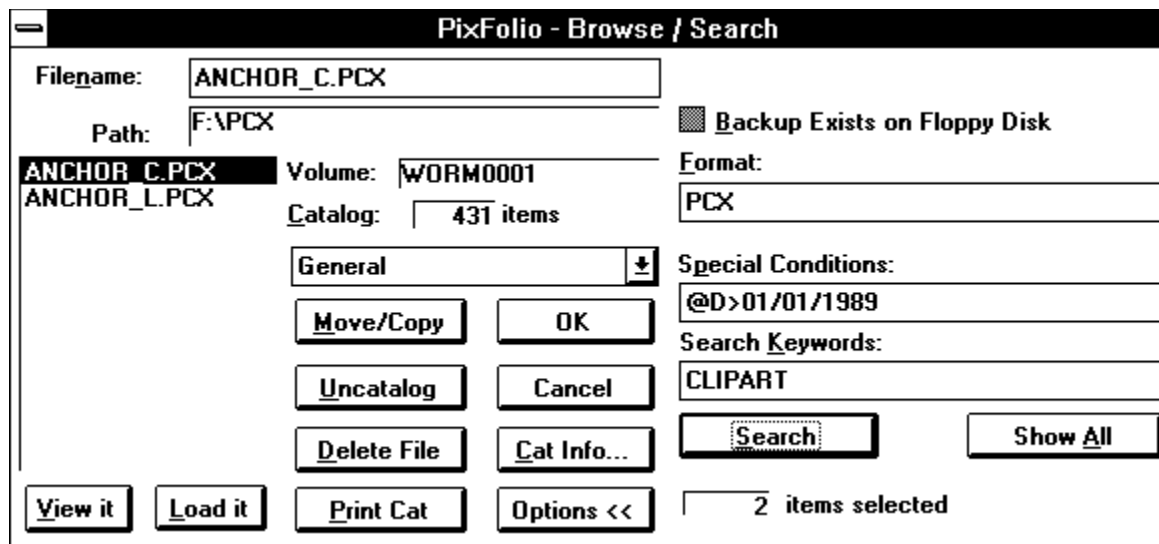 PixFolio - Browse / Search
Filename: ANCHOR_C.PCX
Path: F:\PCX
Backup Exists on Floppy Disk
ANCHOR_C.PCX
ANCHOR_L.PCX
Volume: WORM0001
Catalog: 431 items
General
Format:
PCX
Special Conditions:
@D>01/01/1989
Search Keywords:
CLIPART
Move/Copy OK
Uncatalog Cancel
Delete File Cat Info...
Print Cat Options <<
Search Show All
View it Load it
2 items selected